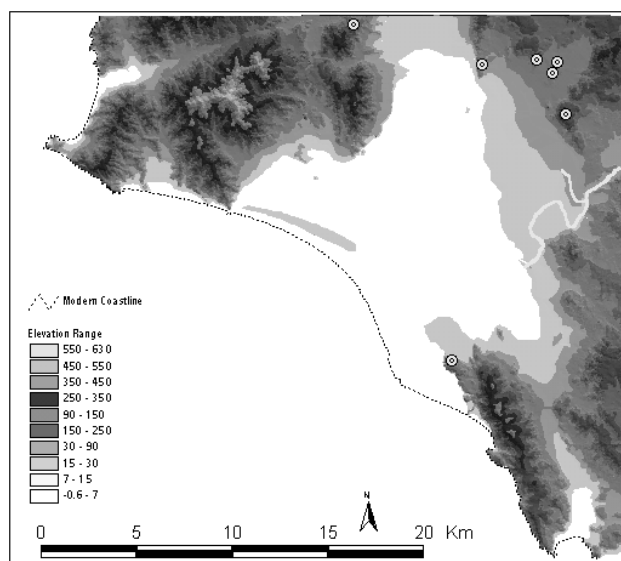 Modern Coastline
Elevation Range
550 - 630
450 - 550
350 - 450
250 - 350
90 - 150
150 - 250
30 - 90
15 - 30
7 - 15
-0.6 - 7
N
0 5 10 15 20 Km